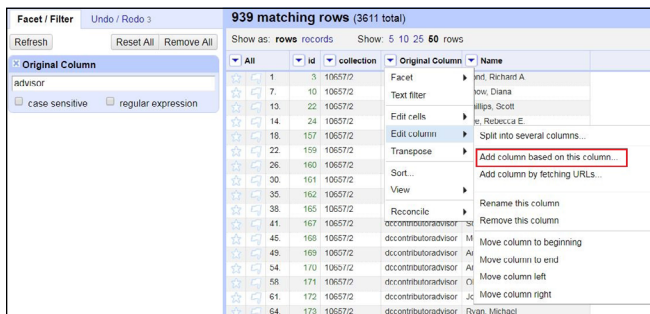 Facet / Filter Undo / Redo 3
939 matching rows (3611 total)
Refresh Reset All Remove All
Show as: rows records Show: 5 10 25 50 rows
Original Column
advisor
case sensitive regular expression
All id collection Original Column Name
1. 3 10657/2 nd, Richard A
7. 10 10657/2 now, Diana
13. 22 10657/2 illips, Scott
14. 24 10657/2 e, Rebecca E.
18. 157 10657/2
22. 159 10657/2
26. 160 10657/2
30. 161 10657/2
35. 162 10657/2
38. 165 10657/2
41. 167 10657/2 dccontributoradvisor
45. 168 10657/2 dccontributoradvisor M
49. 169 10657/2 dccontributoradvisor
54. 170 10657/2 dccontributoradvisor
58. 171 10657/2 dccontributoradvisor
61. 172 10657/2 dccontributoradvisor
64. 173 10657/2 dccontributoradvisor Ryan, Michael
Facet
Text filter
Edit cells
Edit column
Transpose
Sort...
View
Reconcile
Split into several columns...
Add column based on this column...
Add column by fetching URLs...
Rename this column
Remove this column
Move column to beginning
Move column to end
Move column left
Move column right